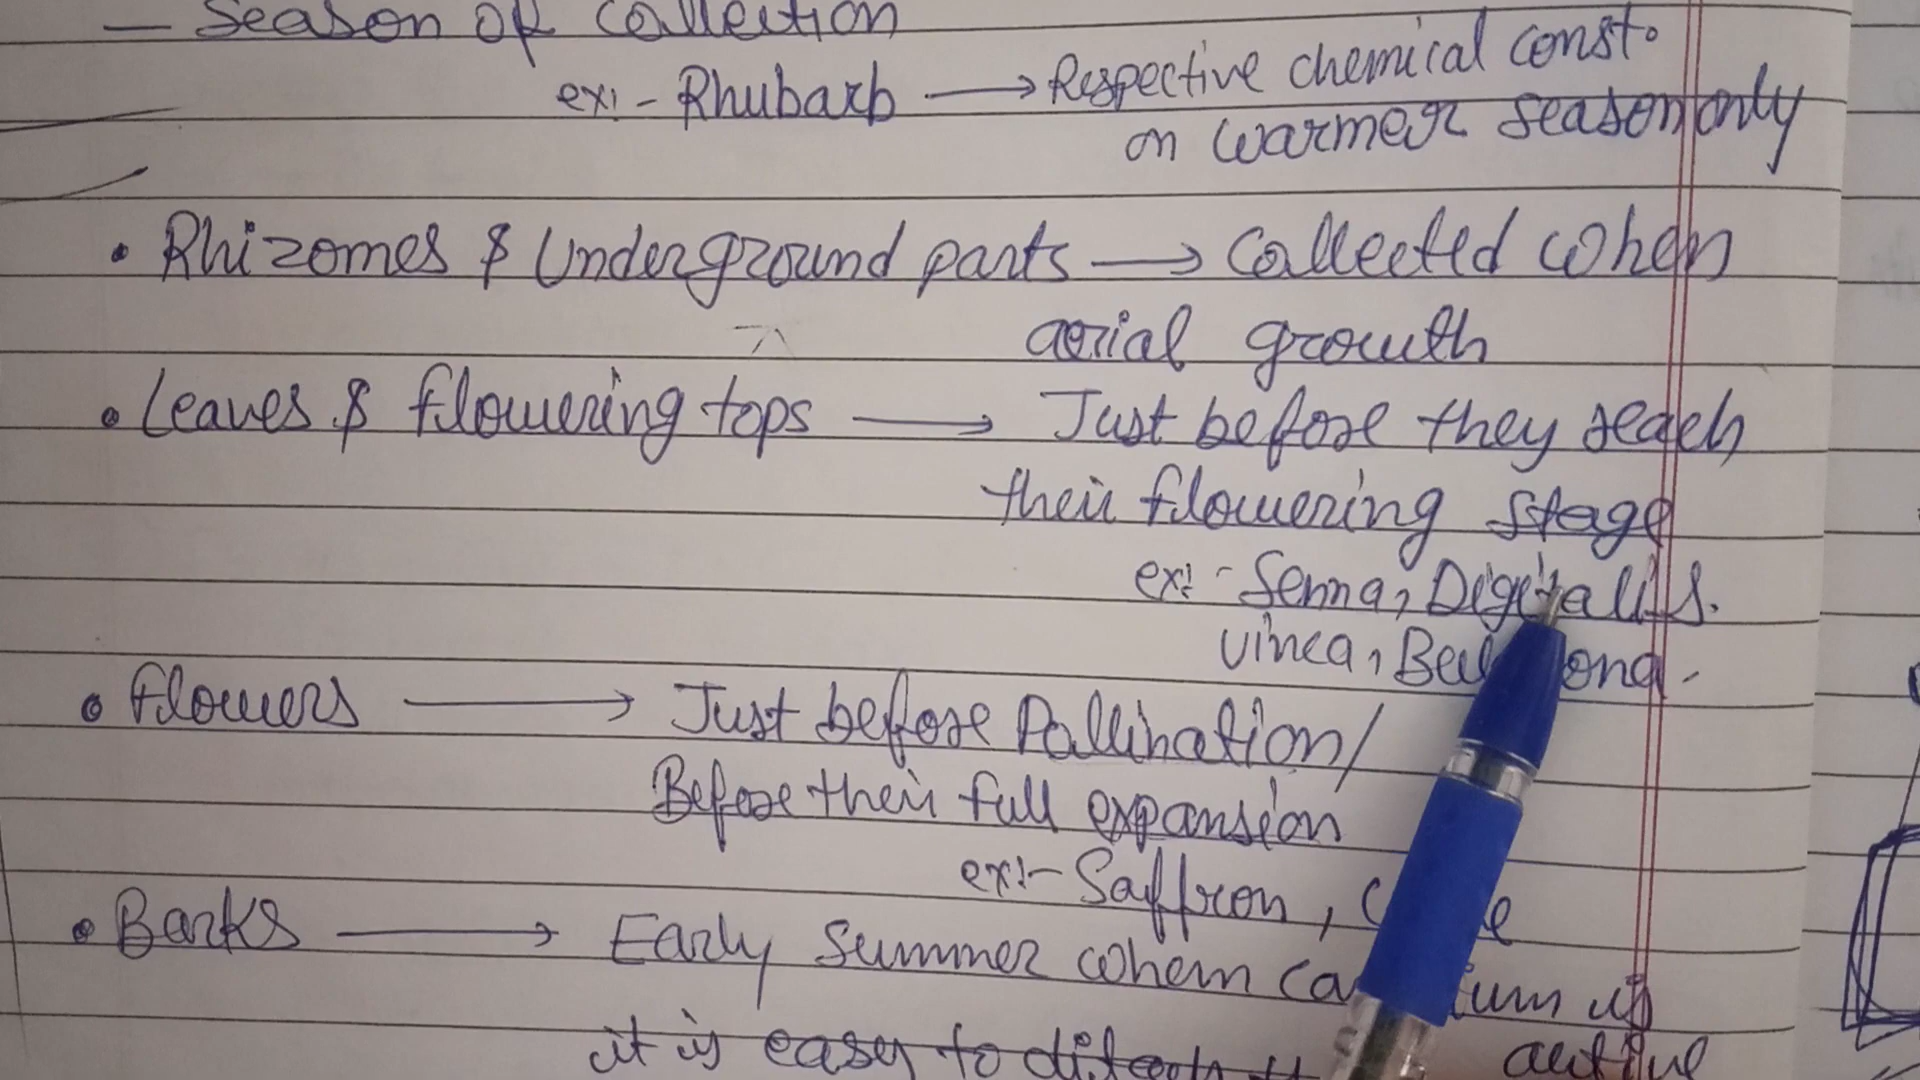 — Season of Collection
ex:- Rhubarb → Respective chemical const.
on warmer season only
• Rhizomes & Underground parts → Collected when
aerial growth
• Leaves & flowering tops → Just before they reach
their flowering stage
ex:- Senna, Digitalis.
Vinca,
• Flowers → Just before Pollination/
Before their full expansion
ex:- Saffron,
• Barks → Early Summer when is
it is easy to active